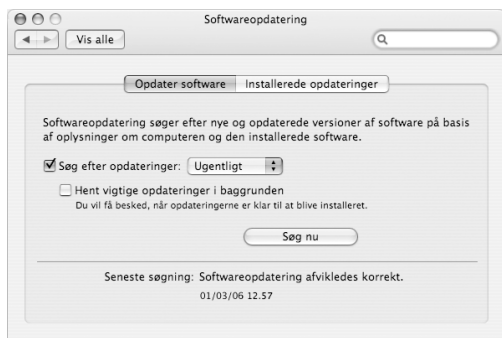 Softwareopdatering
Vis alle
Opdater software
Installerede opdateringer
Softwareopdatering søger efter nye og opdaterede versioner af software på basis
af oplysninger om computeren og den installerede software.
Søg efter opdateringer: Ugentligt
Hent vigtige opdateringer i baggrunden
Du vil få besked, når opdateringerne er klar til at blive installeret.
Søg nu
Seneste søgning: Softwareopdatering afvikledes korrekt.
01/03/06 12.57